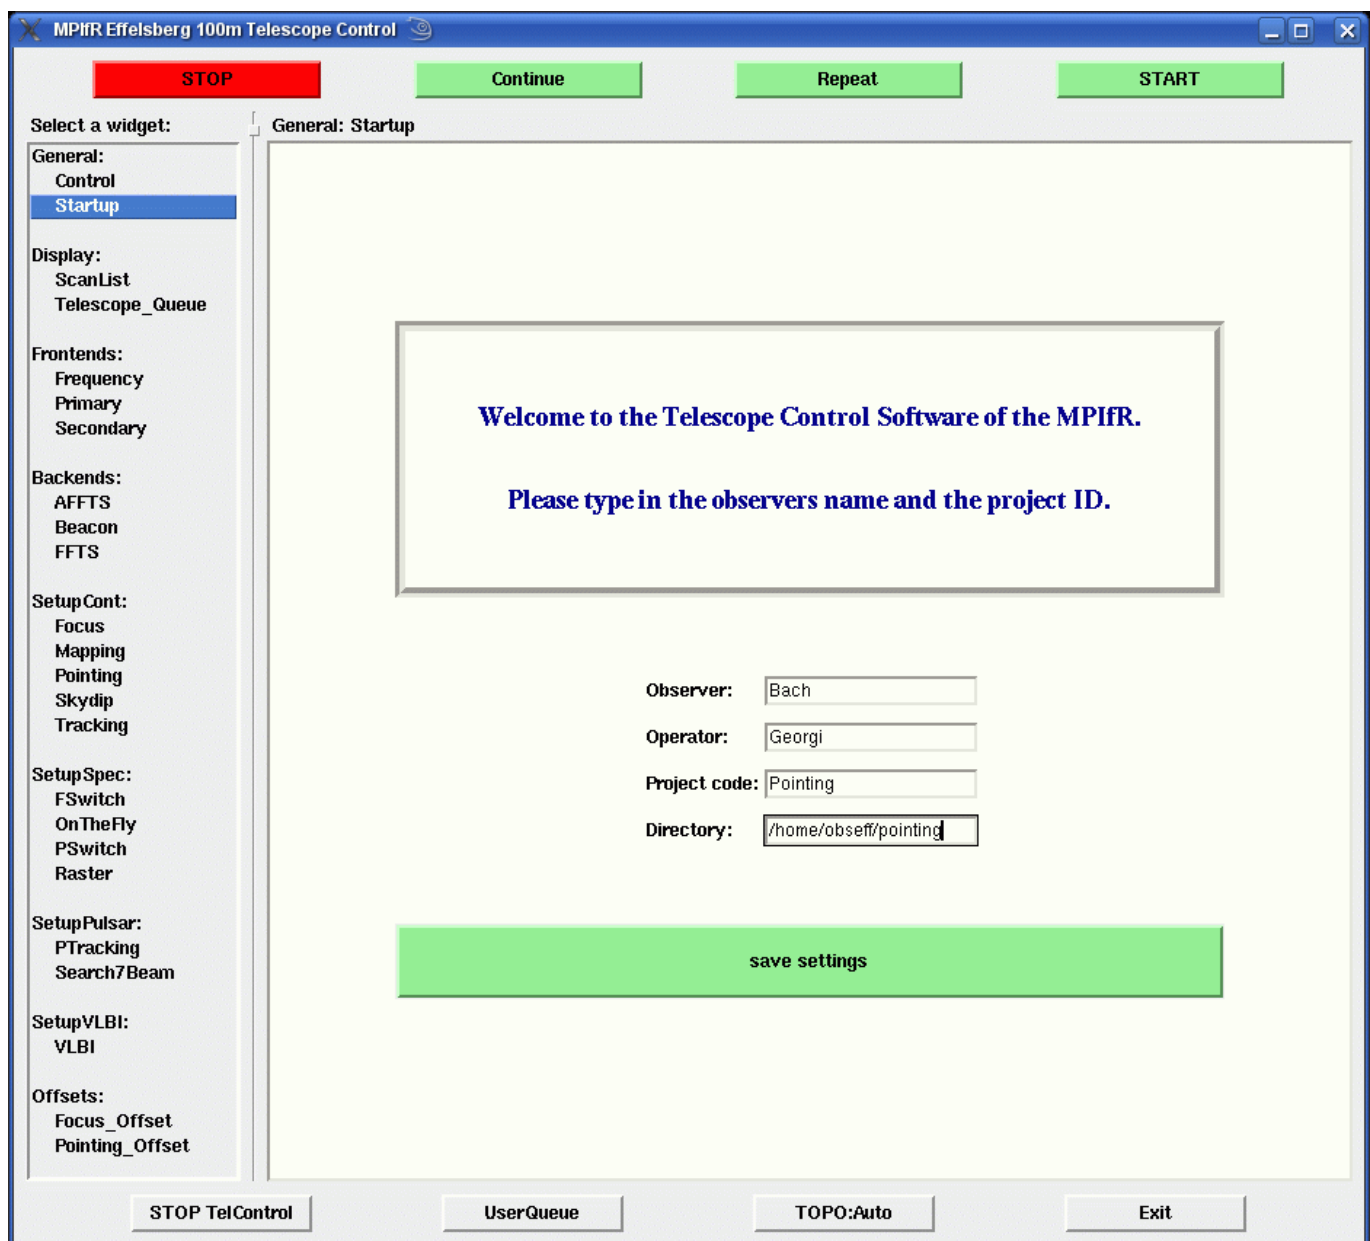 MPIfR Effelsberg 100m Telescope Control
STOP
Continue
Repeat
START
Select a widget:
General: Startup
General:
Control
Startup
Display:
ScanList
Telescope_Queue
Frontends:
Frequency
Primary
Secondary
Backends:
AFFTS
Beacon
FFTS
SetupCont:
Focus
Mapping
Pointing
Skydip
Tracking
SetupSpec:
FSwitch
OnTheFly
PSwitch
Raster
SetupPulsar:
PTracking
Search7Beam
SetupVLBI:
VLBI
Offsets:
Focus_Offset
Pointing_Offset
Welcome to the Telescope Control Software of the MPIfR.
Please type in the observers name and the project ID.
Observer: Bach
Operator: Georgi
Project code: Pointing
Directory: /home/obseff/pointing
save settings
STOP TelControl
UserQueue
TOPO:Auto
Exit